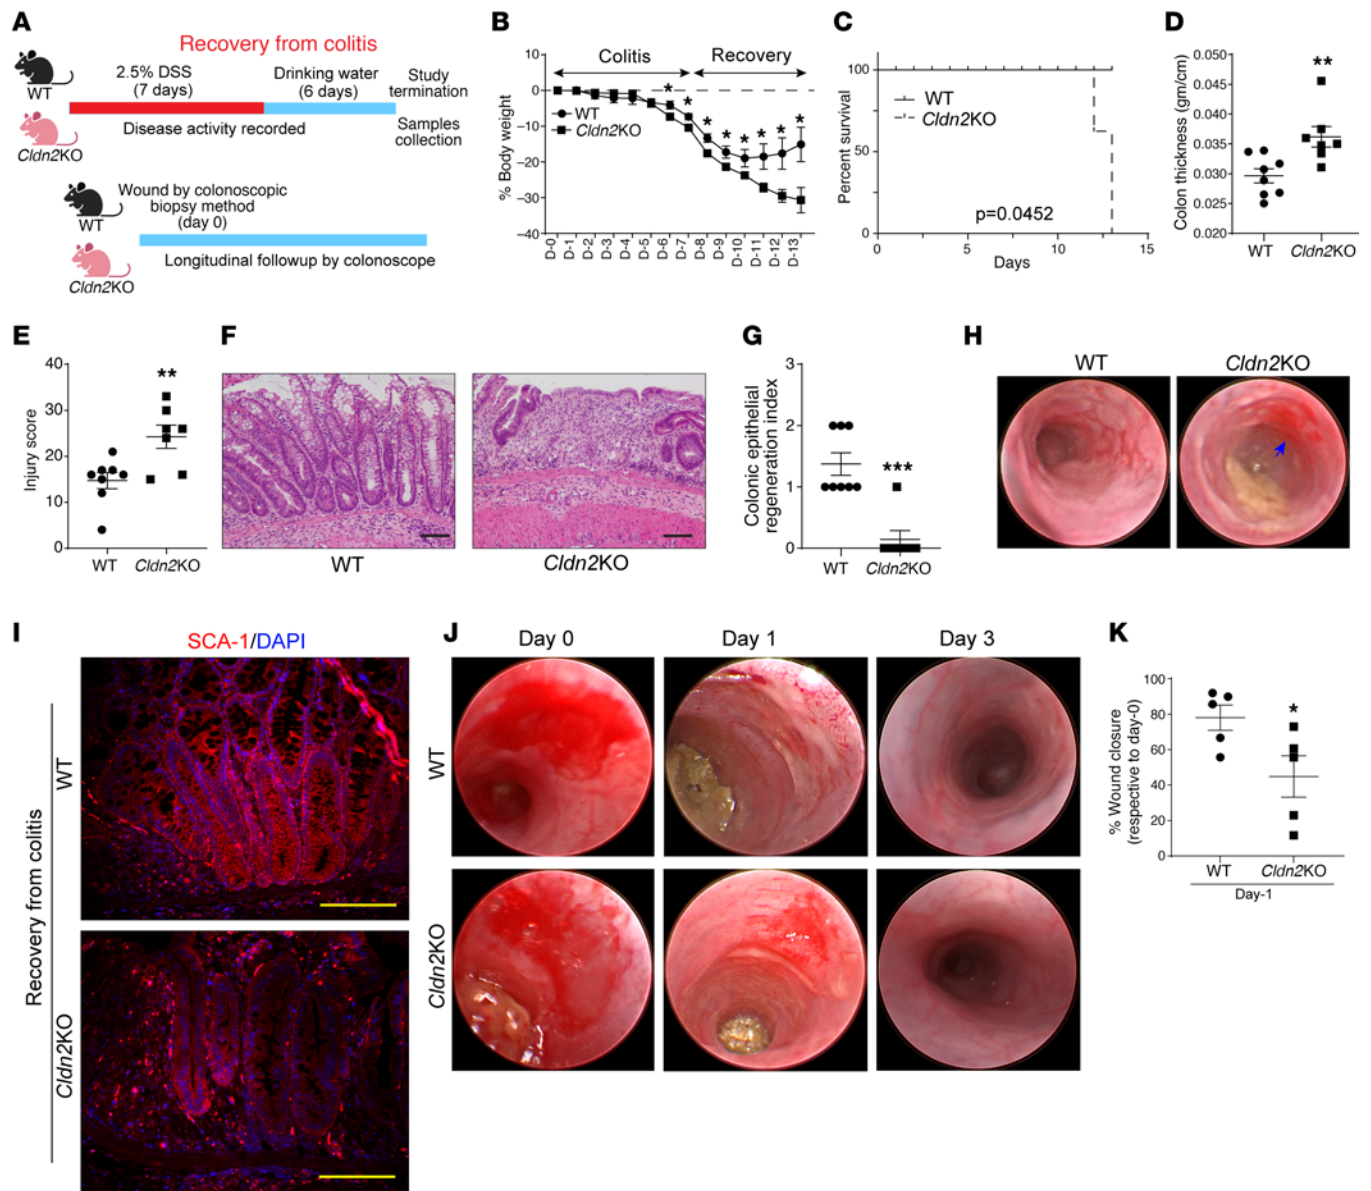 A
Recovery from colitis
WT
Cldn2KO
2.5% DSS
(7 days)
Drinking water
(6 days)
Study
termination
Disease activity recorded
Samples
collection
WT
Cldn2KO
Wound by colonoscopic
biopsy method
(day 0)
Longitudinal followup by colonoscope
B
Colitis
Recovery
% Body weight
10
0
-10
-20
-30
-40
WT
Cldn2KO
*
*
*
*
*
*
*
*
D-0
D-1
D-2
D-3
D-4
D-5
D-6
D-7
D-8
D-9
D-10
D-11
D-12
D-13
C
Percent survival
100
50
0
WT
Cldn2KO
p=0.0452
0
5
10
15
Days
D
Colon thickness (gm/cm)
0.050
0.045
0.040
0.035
0.030
0.025
0.020
**
WT
Cldn2KO
E
Injury score
40
30
20
10
0
**
WT
Cldn2KO
F
WT
Cldn2KO
G
Colonic epithelial
regeneration index
3
2
1
0
***
WT
Cldn2KO
H
WT
Cldn2KO
I
SCA-1/DAPI
Recovery from colitis
WT
Cldn2KO
J
Day 0
Day 1
Day 3
WT
Cldn2KO
K
% Wound closure
(respective to day-0)
100
80
60
40
20
0
*
WT
Cldn2KO
Day-1